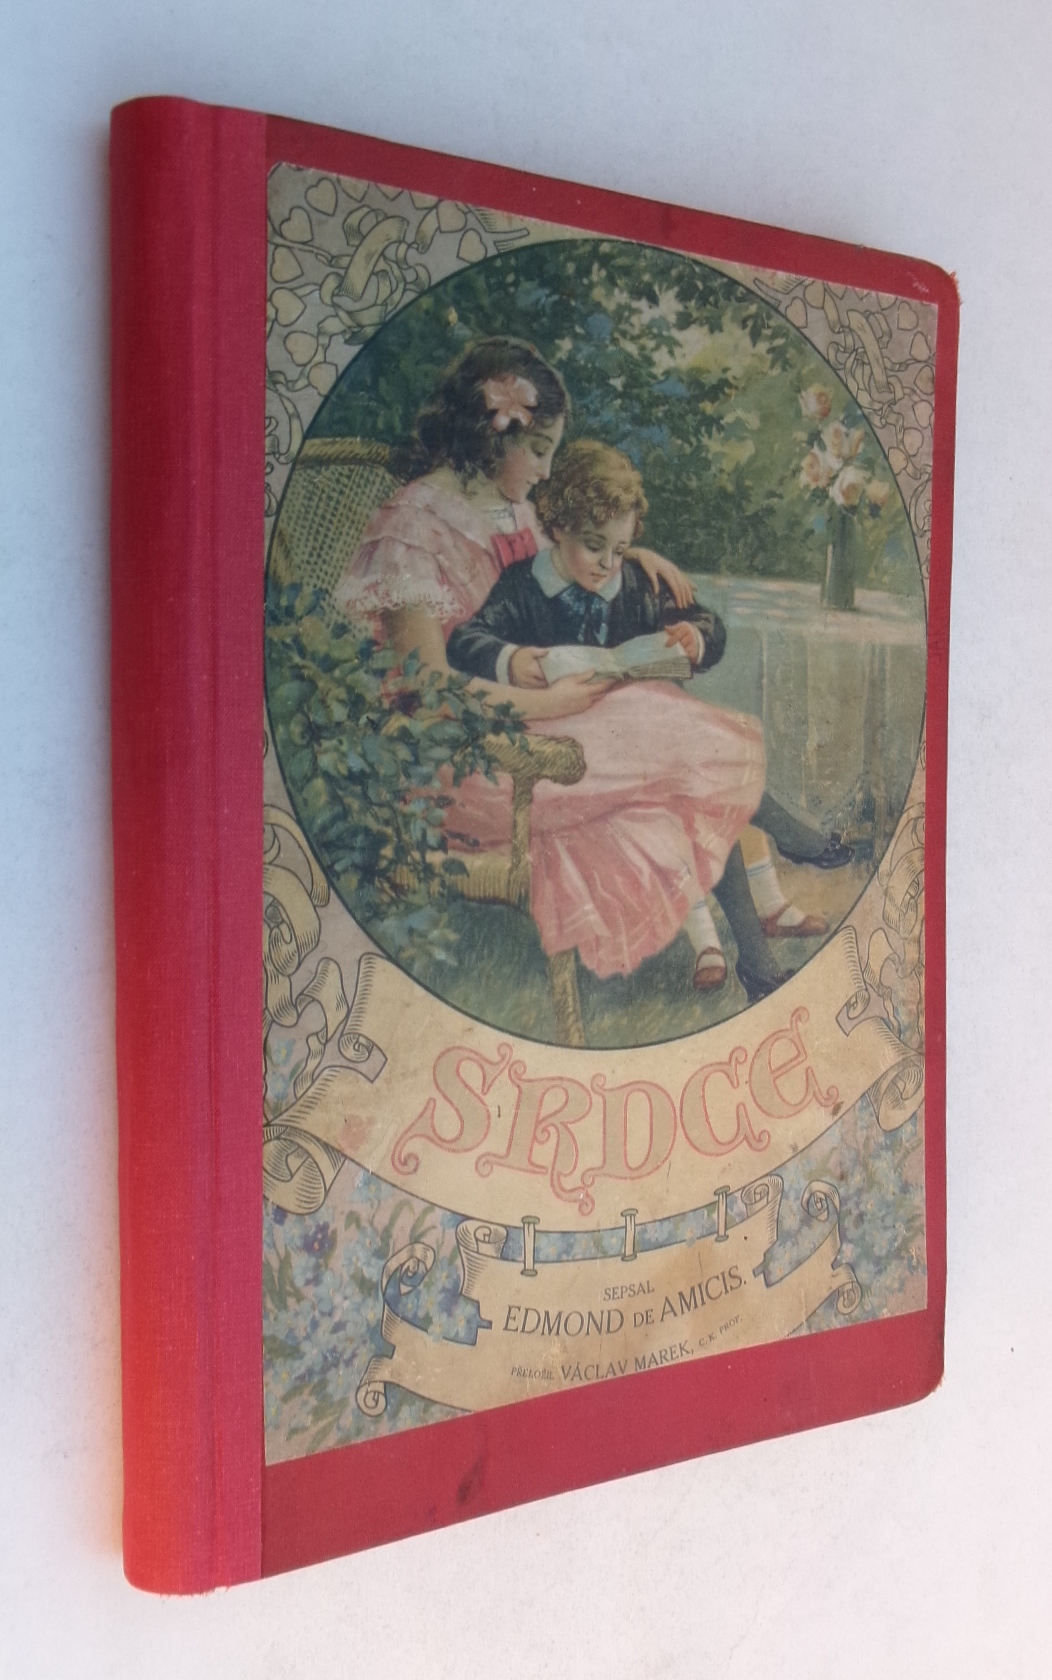 SRDCE
SEPSAL
EDMOND DE AMICIS.
PŘELOŽIL VÁCLAV MAREK, C. K. PROF.